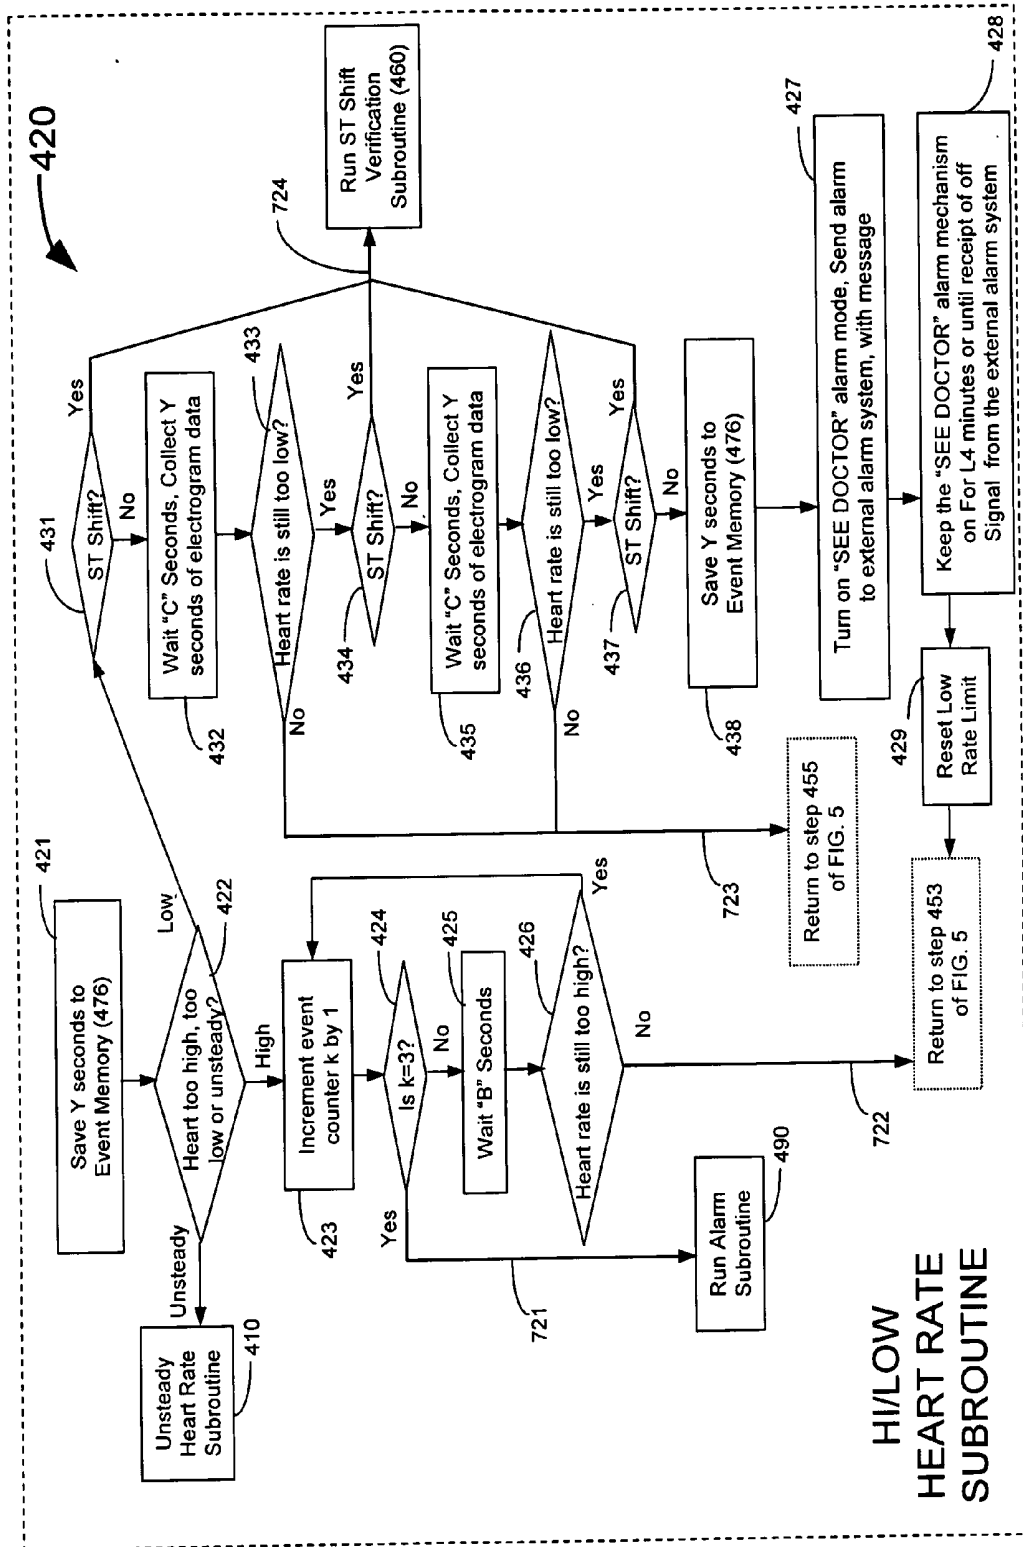 420
421
Save Y seconds to
Event Memory (476)
Heart too high, too
low or unsteady?
422
Unsteady
Unsteady
Heart Rate
Subroutine
410
Low
High
Increment event
counter k by 1
423
Is k=3?
424
Yes
No
Wait "B" Seconds
425
Heart rate is still too high?
426
Yes
No
721
Run Alarm
Subroutine
490
722
Return to step 453
of FIG. 5
431
ST Shift?
Yes
No
Wait "C" Seconds, Collect Y
seconds of electrogram data
432
Heart rate is still too low?
433
No
Yes
ST Shift?
434
Yes
No
Wait "C" Seconds, Collect Y
seconds of electrogram data
435
Heart rate is still too low?
436
No
Yes
ST Shift?
437
Yes
No
724
Run ST Shift
Verification
Subroutine (460)
Save Y seconds to
Event Memory (476)
438
723
Return to step 455
of FIG. 5
Turn on "SEE DOCTOR" alarm mode, Send alarm
to external alarm system, with message
427
Keep the "SEE DOCTOR" alarm mechanism
on For L4 minutes or until receipt of off
Signal from the external alarm system
428
429
Reset Low
Rate Limit
HI/LOW
HEART RATE
SUBROUTINE